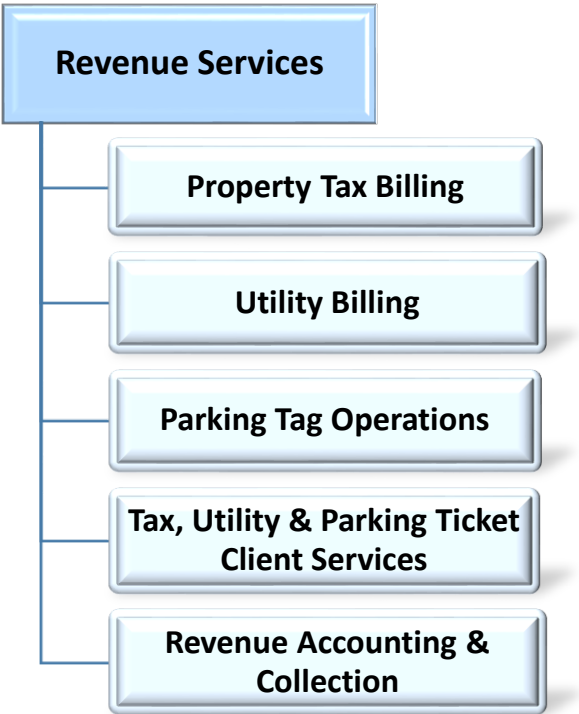 Revenue Services
Property Tax Billing
Utility Billing
Parking Tag Operations
Tax, Utility & Parking Ticket
Client Services
Revenue Accounting &
Collection